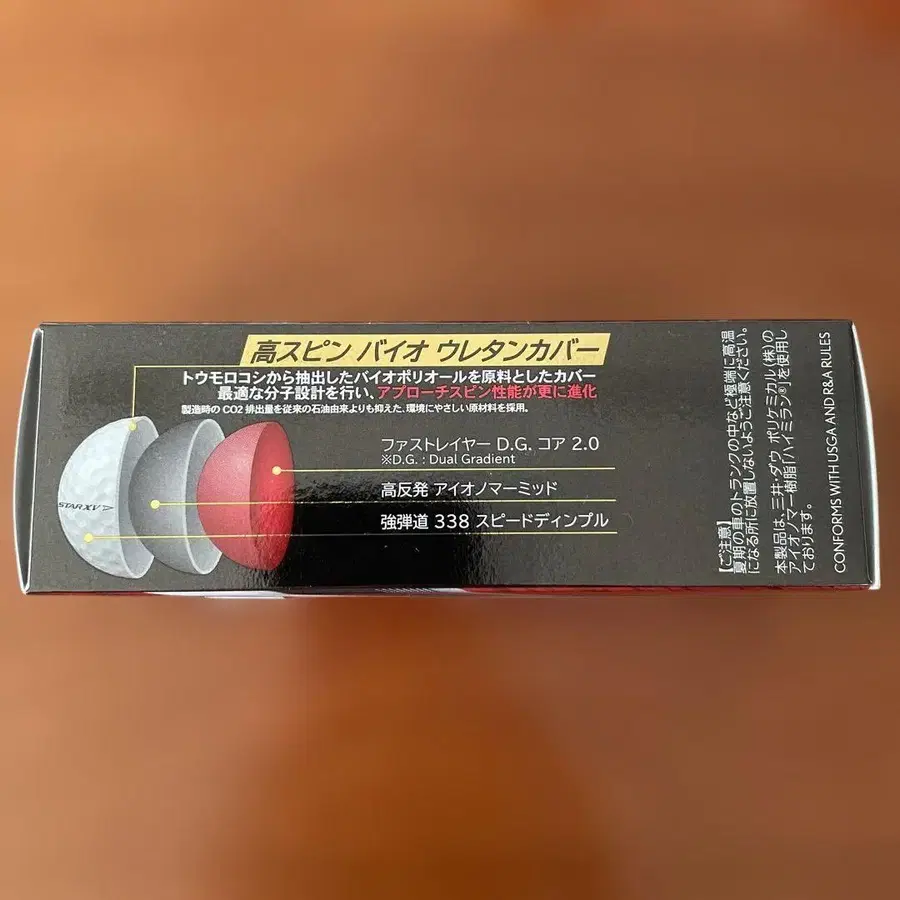 高スピン バイオ ウレタンカバー
トウモロコシから抽出したバイオポリオールを原料としたカバー
最適な分子設計を行い、アプローチスピン性能が更に進化
製造時の CO2 排出量を従来の石油由来よりも抑えた、環境にやさしい原材料を採用。
ファストレイヤー D.G. コア 2.0
※D.G. : Dual Gradient
高反発 アイオノマーミッド
強弾道 338 スピードディンプル
STAR XV
【ご注意】
夏期の車のトランクの中など極端に高温
になる所に放置しないようご注意ください。
本製品は、三井・ダウ ポリケミカル(株)の
アイオノマー樹脂「ハイミラン®」を使用し
ております。
CONFORMS WITH USGA AND R&A RULES